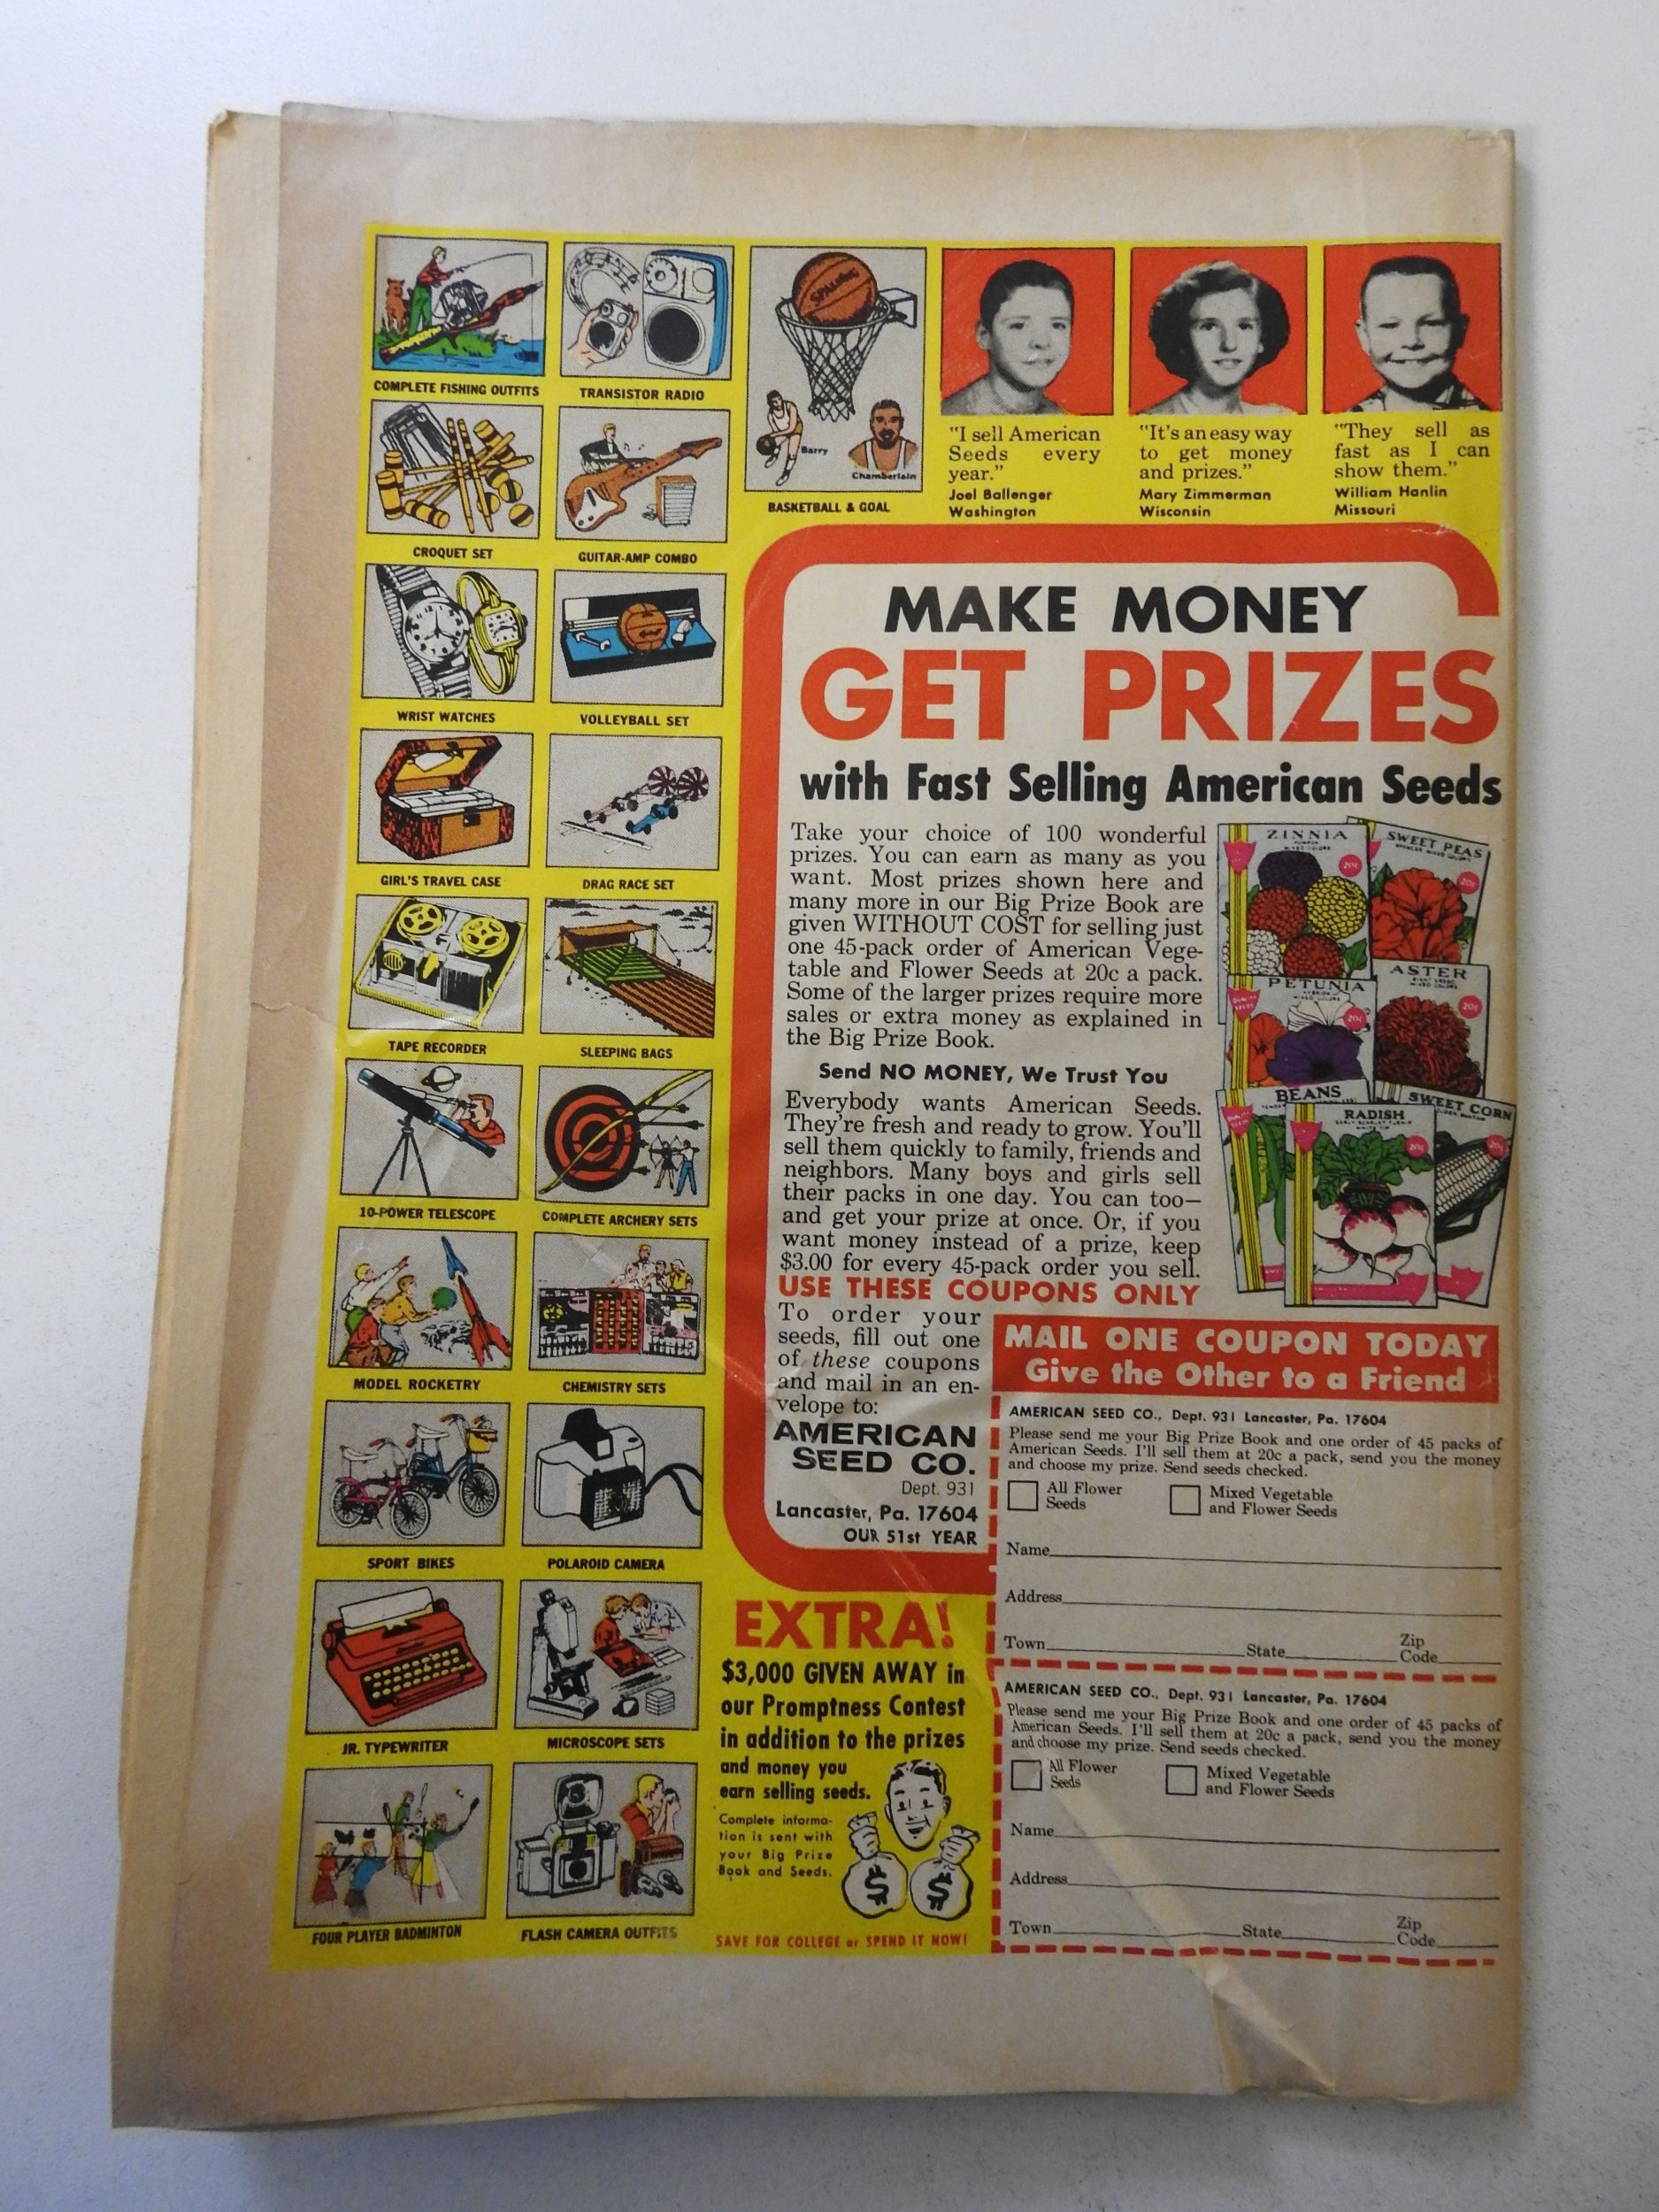 COMPLETE FISHING OUTFITS
TRANSISTOR RADIO
SPALDING
Barry
Chamberlain
BASKETBALL & GOAL
"I sell American
Seeds every
year."
Joel Ballenger
Washington
"It's an easy way
to get money
and prizes."
Mary Zimmerman
Wisconsin
"They sell as
fast as I can
show them."
William Hanlin
Missouri
CROQUET SET
GUITAR-AMP COMBO
WRIST WATCHES
VOLLEYBALL SET
GIRL'S TRAVEL CASE
DRAG RACE SET
TAPE RECORDER
SLEEPING BAGS
10-POWER TELESCOPE
COMPLETE ARCHERY SETS
MODEL ROCKETRY
CHEMISTRY SETS
SPORT BIKES
POLAROID CAMERA
JR. TYPEWRITER
MICROSCOPE SETS
FOUR PLAYER BADMINTON
FLASH CAMERA OUTFITS
MAKE MONEY
GET PRIZES
with Fast Selling American Seeds
Take your choice of 100 wonderful
prizes. You can earn as many as you
want. Most prizes shown here and
many more in our Big Prize Book are
given WITHOUT COST for selling just
one 45-pack order of American Vege-
table and Flower Seeds at 20c a pack.
Some of the larger prizes require more
sales or extra money as explained in
the Big Prize Book.
Send NO MONEY, We Trust You
Everybody wants American Seeds.
They're fresh and ready to grow. You'll
sell them quickly to family, friends and
neighbors. Many boys and girls sell
their packs in one day. You can too—
and get your prize at once. Or, if you
want money instead of a prize, keep
$3.00 for every 45-pack order you sell.
USE THESE COUPONS ONLY
To order your
seeds, fill out one
of these coupons
and mail in an en-
velope to:
AMERICAN
SEED CO.
Dept. 931
Lancaster, Pa. 17604
OUR 51st YEAR
ZINNIA
MIXED COLORS
20c
SWEET PEAS
20c
PETUNIA
MIXED COLORS
20c
ASTER
MIXED COLORS
20c
BEANS
RADISH
20c
SWEET CORN
20c
MAIL ONE COUPON TODAY
Give the Other to a Friend
AMERICAN SEED CO., Dept. 931 Lancaster, Pa. 17604
Please send me your Big Prize Book and one order of 45 packs of
American Seeds. I'll sell them at 20c a pack, send you the money
and choose my prize. Send seeds checked.
All Flower
Seeds
Mixed Vegetable
and Flower Seeds
Name
Address
Town State Zip
Code
AMERICAN SEED CO., Dept. 931 Lancaster, Pa. 17604
Please send me your Big Prize Book and one order of 45 packs of
American Seeds. I'll sell them at 20c a pack, send you the money
and choose my prize. Send seeds checked.
All Flower
Seeds
Mixed Vegetable
and Flower Seeds
Name
Address
Town State Zip
Code
EXTRA!
$3,000 GIVEN AWAY in
our Promptness Contest
in addition to the prizes
and money you
earn selling seeds.
Complete informa-
tion is sent with
your Big Prize
Book and Seeds.
$ $
SAVE FOR COLLEGE or SPEND IT NOW!